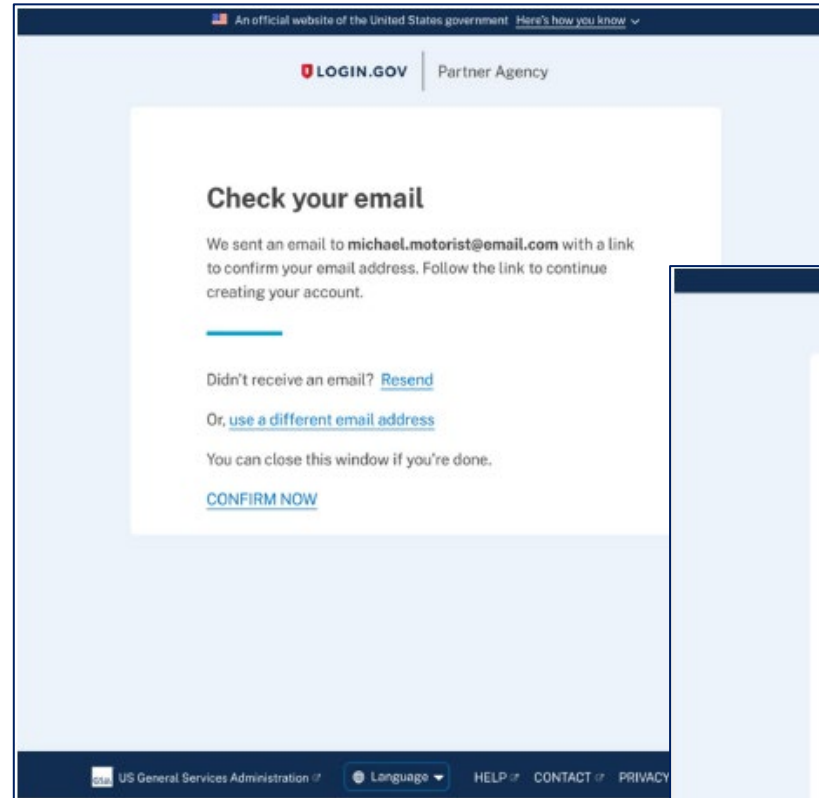 An official website of the United States government Here's how you know
LOGIN.GOV Partner Agency
Check your email
We sent an email to michael.motorist@email.com with a link
to confirm your email address. Follow the link to continue
creating your account.
Didn't receive an email? Resend
Or, use a different email address
You can close this window if you're done.
CONFIRM NOW
GSA US General Services Administration Language HELP CONTACT PRIVACY